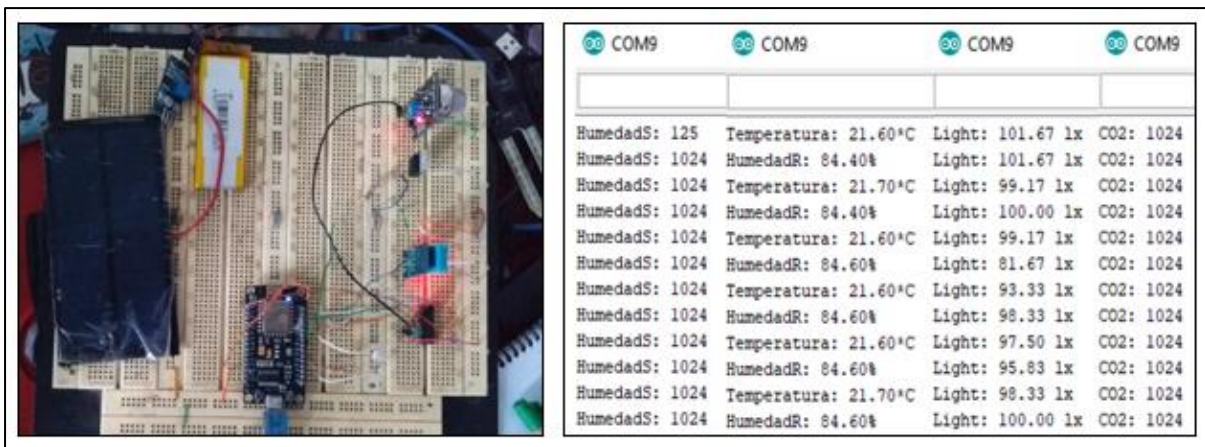 COM9 COM9 COM9 COM9
HumedadS: 125 Temperatura: 21.60°C Light: 101.67 lx CO2: 1024
HumedadS: 1024 HumedadR: 84.40% Light: 101.67 lx CO2: 1024
HumedadS: 1024 Temperatura: 21.70°C Light: 99.17 lx CO2: 1024
HumedadS: 1024 HumedadR: 84.40% Light: 100.00 lx CO2: 1024
HumedadS: 1024 Temperatura: 21.60°C Light: 99.17 lx CO2: 1024
HumedadS: 1024 HumedadR: 84.60% Light: 81.67 lx CO2: 1024
HumedadS: 1024 Temperatura: 21.60°C Light: 93.33 lx CO2: 1024
HumedadS: 1024 HumedadR: 84.60% Light: 98.33 lx CO2: 1024
HumedadS: 1024 Temperatura: 21.60°C Light: 97.50 lx CO2: 1024
HumedadS: 1024 HumedadR: 84.60% Light: 95.83 lx CO2: 1024
HumedadS: 1024 Temperatura: 21.70°C Light: 98.33 lx CO2: 1024
HumedadS: 1024 HumedadR: 84.60% Light: 100.00 lx CO2: 1024